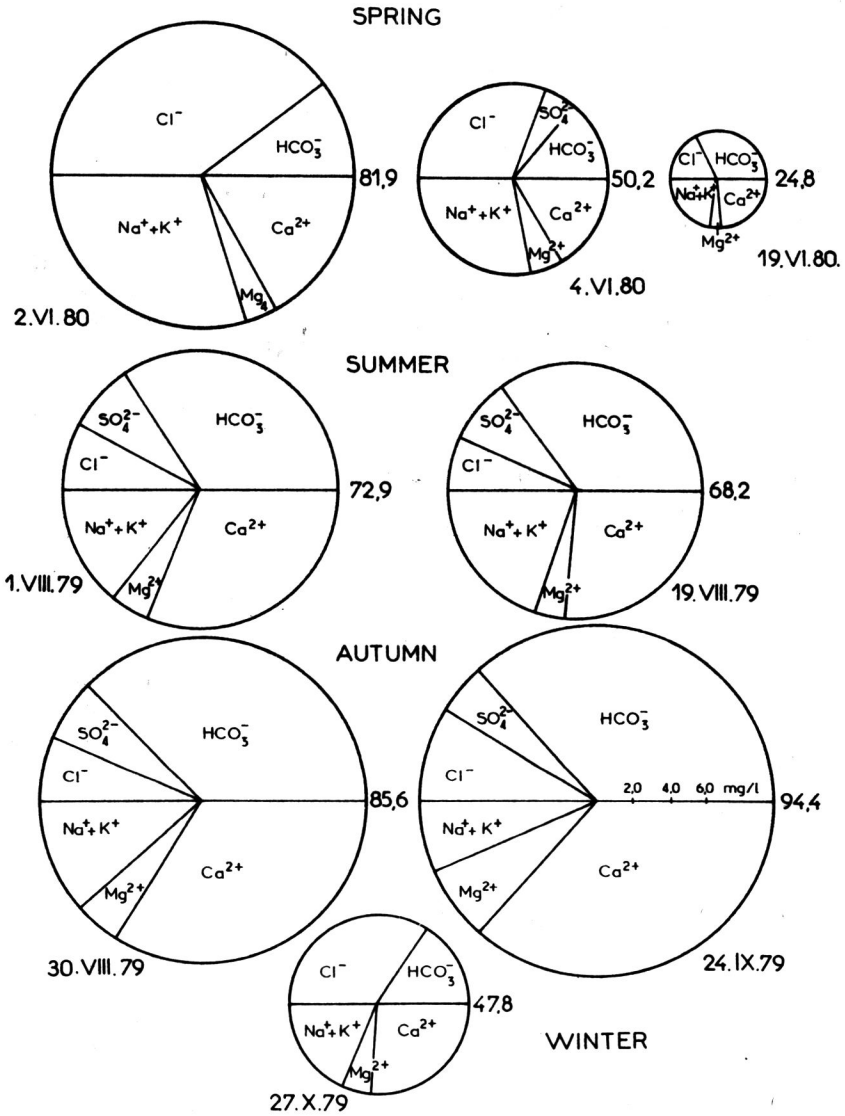 SPRING
Cl⁻
HCO₃⁻
81,9
Na⁺+K⁺
Ca²⁺
Mg₄
2.VI.80
Cl⁻
SO₄²⁻
HCO₃⁻
50,2
Na⁺+K⁺
Ca²⁺
Mg²⁺
4.VI.80
Cl⁻
HCO₃⁻
24,8
Na⁺+K⁺
Ca²⁺
Mg²⁺
19.VI.80.
SUMMER
SO₄²⁻
HCO₃⁻
Cl⁻
72,9
Na⁺+K⁺
Ca²⁺
Mg²⁺
1.VIII.79
SO₄²⁻
HCO₃⁻
Cl⁻
68,2
Na⁺+K⁺
Ca²⁺
Mg²⁺
19.VIII.79
AUTUMN
SO₄²⁻
HCO₃⁻
Cl⁻
85,6
Na⁺+K⁺
Ca²⁺
Mg²⁺
30.VIII.79
SO₄²⁻
HCO₃⁻
Cl⁻
2,0 4,0 6,0 mg/l
94,4
Na⁺+K⁺
Ca²⁺
Mg²⁺
24.IX.79
Cl⁻
HCO₃⁻
47,8
Na⁺+K⁺
Ca²⁺
Mg²⁺
27.X.79
WINTER